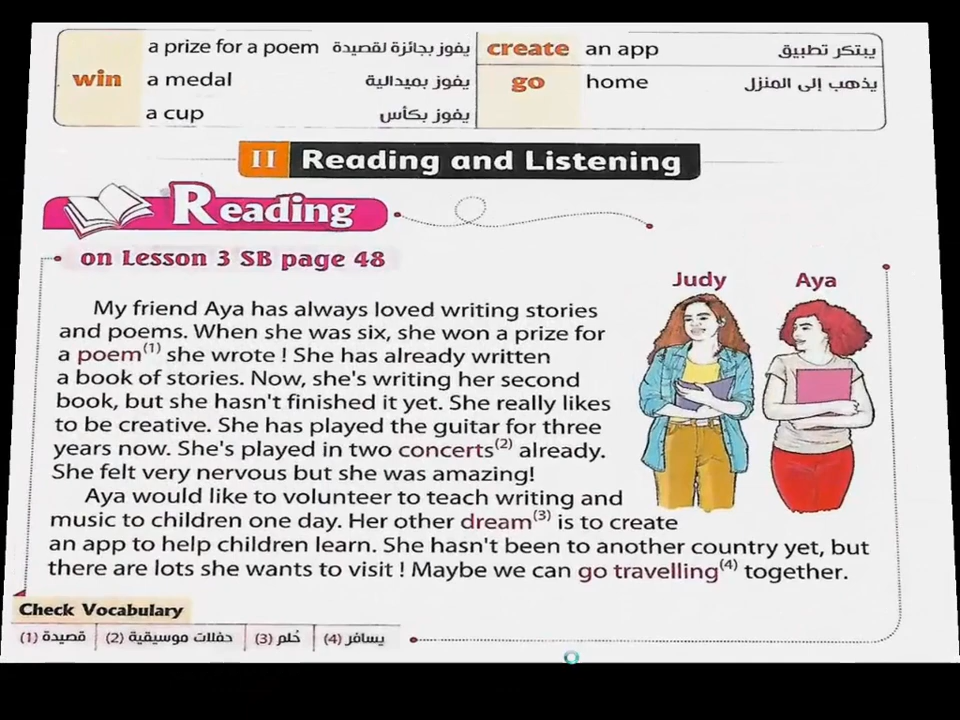 win a prize for a poem يفوز بجائزة لقصيدة
a medal يفوز بميدالية
a cup يفوز بكأس
create an app يبتكر تطبيق
go home يذهب إلى المنزل
II Reading and Listening
Reading
on Lesson 3 SB page 48
Judy Aya
My friend Aya has always loved writing stories
and poems. When she was six, she won a prize for
a poem(1) she wrote ! She has already written
a book of stories. Now, she's writing her second
book, but she hasn't finished it yet. She really likes
to be creative. She has played the guitar for three
years now. She's played in two concerts(2) already.
She felt very nervous but she was amazing!
Aya would like to volunteer to teach writing and
music to children one day. Her other dream(3) is to create
an app to help children learn. She hasn't been to another country yet, but
there are lots she wants to visit ! Maybe we can go travelling(4) together.
Check Vocabulary
(1) قصيدة (2) حفلات موسيقية (3) حُلم (4) يسافر